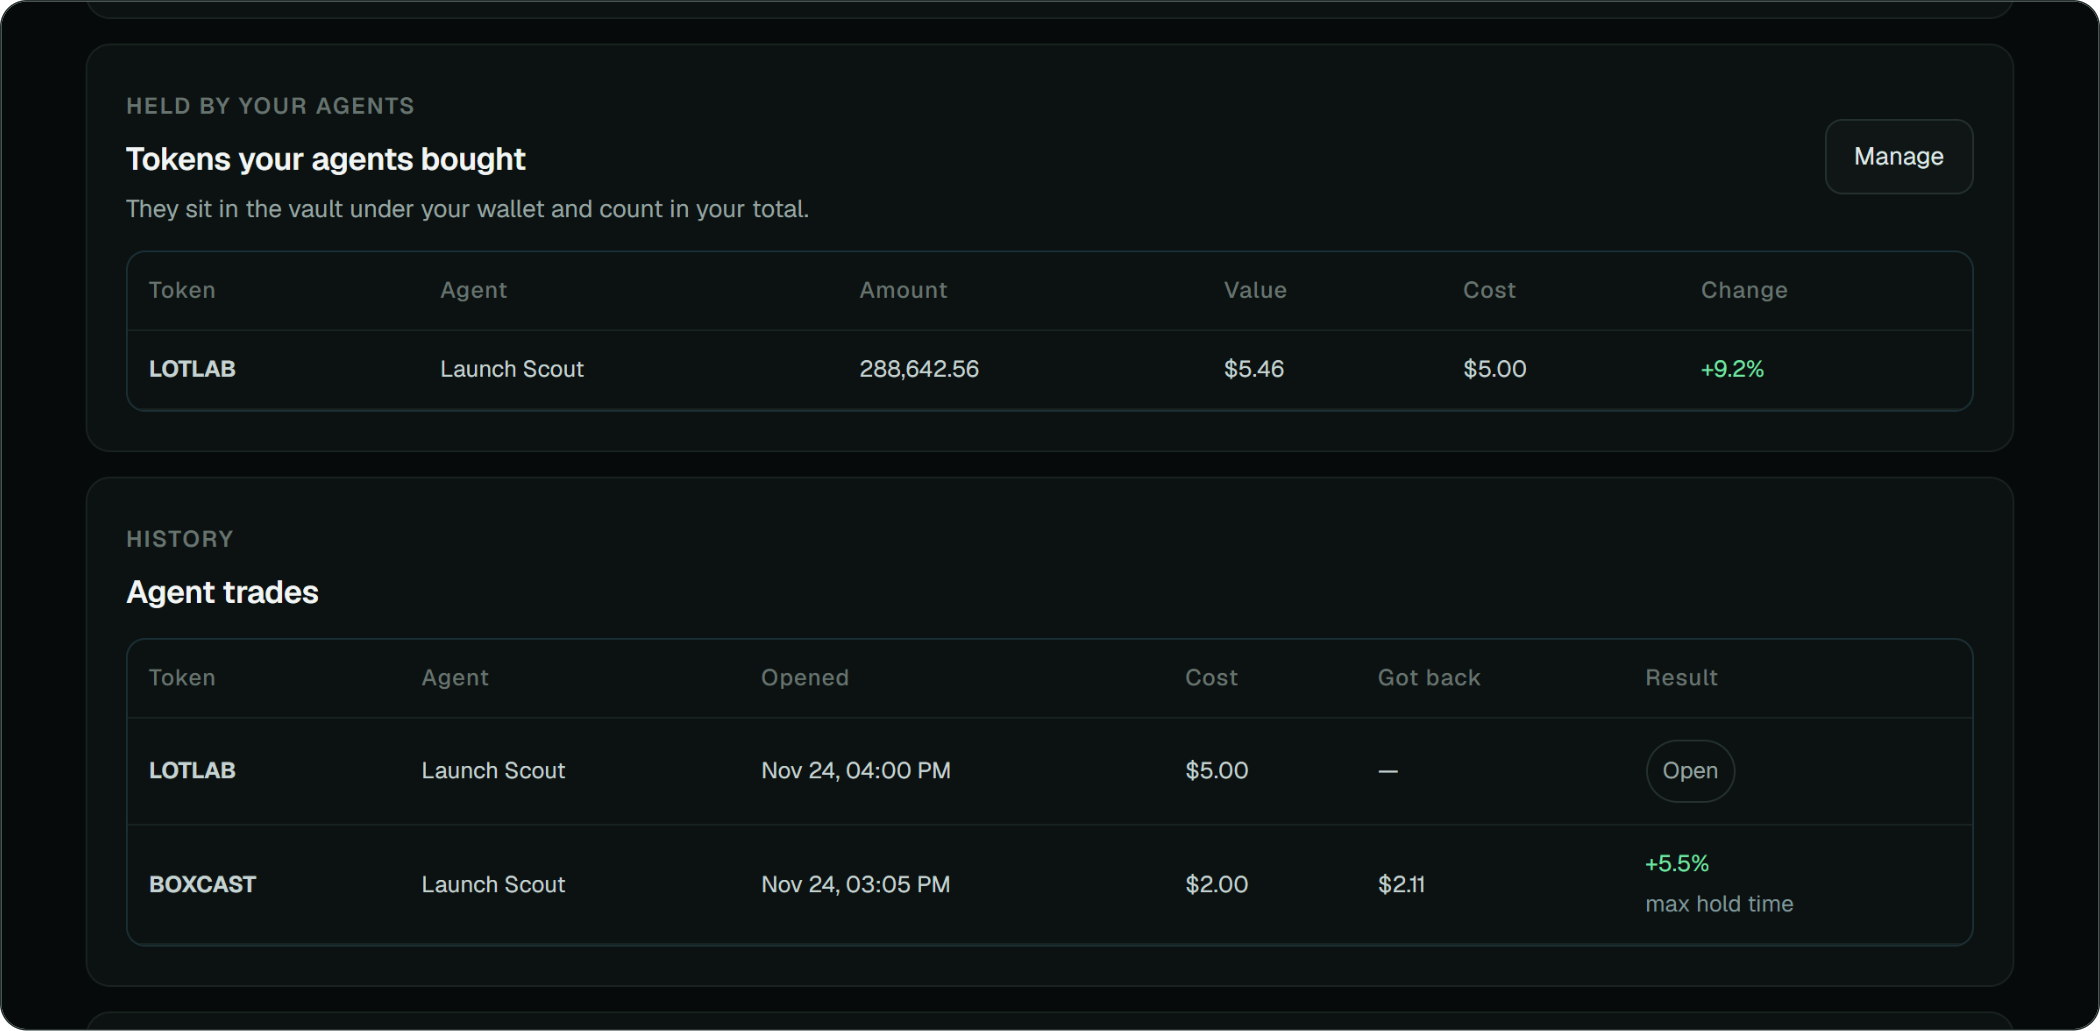 HELD BY YOUR AGENTS
Tokens your agents bought
They sit in the vault under your wallet and count in your total.
Manage
Token Agent Amount Value Cost Change
LOTLAB Launch Scout 288,642.56 $5.46 $5.00 +9.2%
HISTORY
Agent trades
Token Agent Opened Cost Got back Result
LOTLAB Launch Scout Nov 24, 04:00 PM $5.00 — Open
BOXCAST Launch Scout Nov 24, 03:05 PM $2.00 $2.11 +5.5%
max hold time